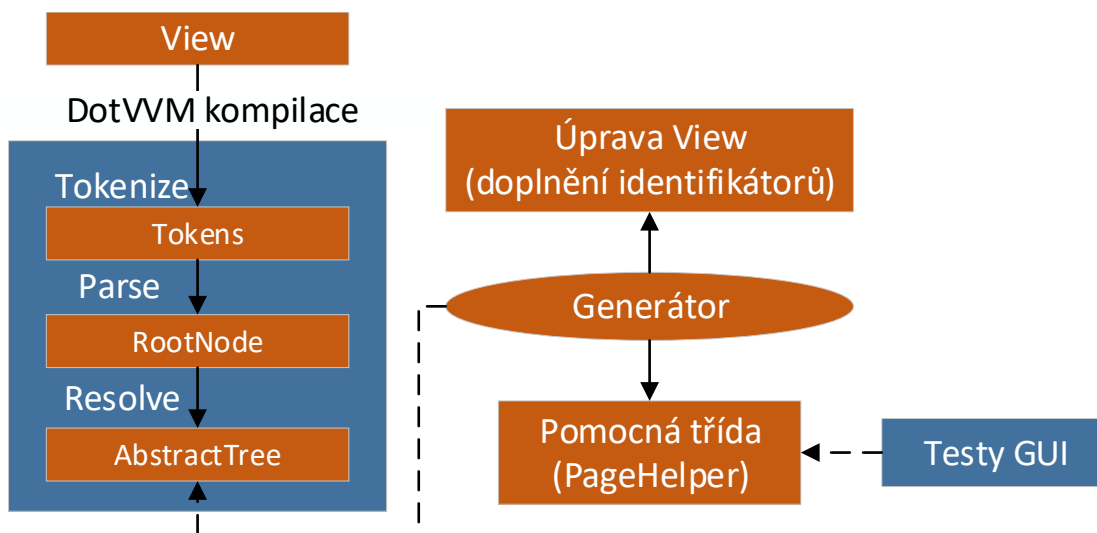 View
DotVVM kompilace
Tokenize
Tokens
Parse
RootNode
Resolve
AbstractTree
Úprava View
(doplnění identifikátorů)
Generátor
Pomocná třída
(PageHelper)
Testy GUI